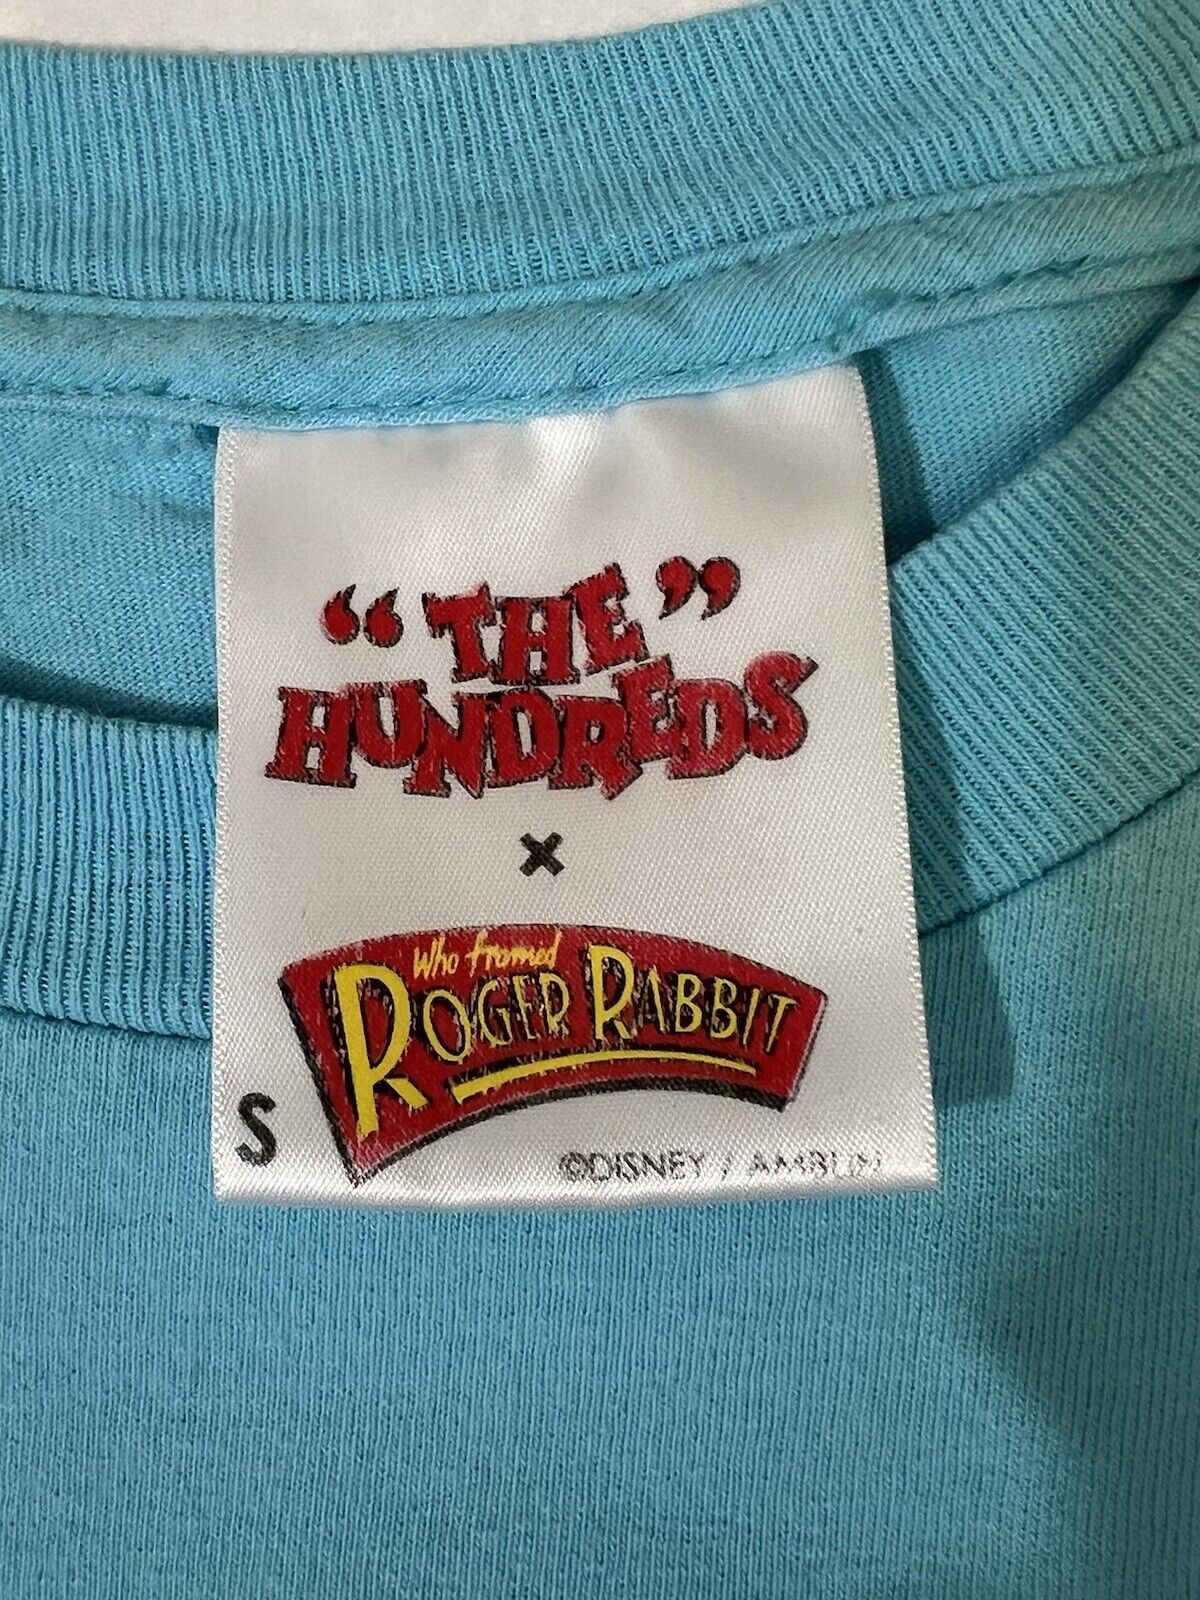 “THE”
HUNDREDS
x
Who framed
ROGER RABBIT
S
©DISNEY / AMBLIN